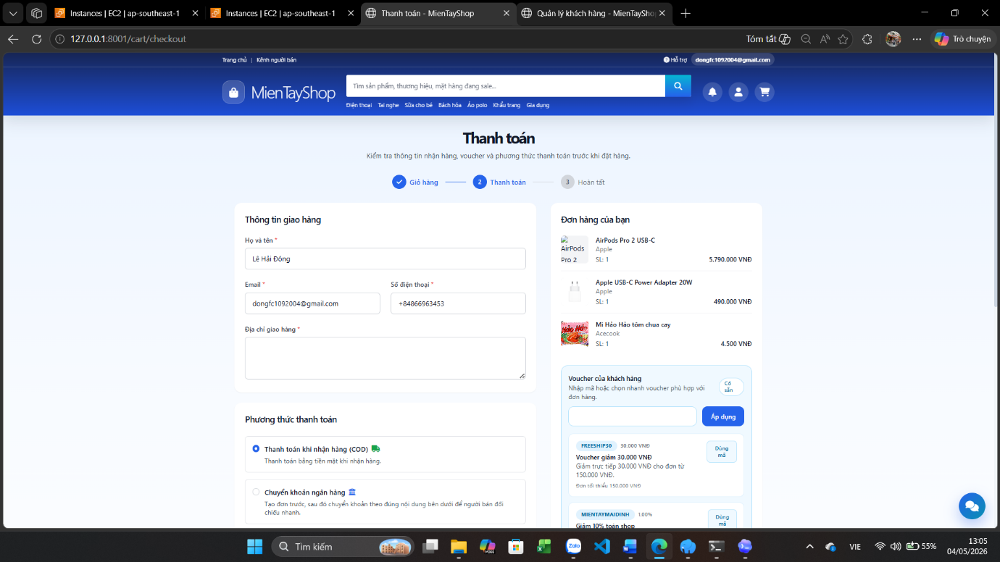 Instances | EC2 | ap-southeast-1
Instances | EC2 | ap-southeast-1
Thanh toán - MienTayShop
Quản lý khách hàng - MienTaySho
127.0.0.1:8001/cart/checkout
Tóm tắt
Trò chuyện
Trang chủ | Kênh người bán
Hỗ trợ
dongfc1092004@gmail.com
MienTayShop
Tìm sản phẩm, thương hiệu, mặt hàng đang sale...
Điện thoại Tai nghe Sữa cho bé Bách hóa Áo polo Khẩu trang Gia dụng
Thanh toán
Kiểm tra thông tin nhận hàng, voucher và phương thức thanh toán trước khi đặt hàng.
Giỏ hàng
2 Thanh toán
3 Hoàn tất
Thông tin giao hàng
Họ và tên *
Lê Hải Đông
Email *
Số điện thoại *
dongfc1092004@gmail.com
+84866963453
Địa chỉ giao hàng *
Phương thức thanh toán
Thanh toán khi nhận hàng (COD)
Thanh toán bằng tiền mặt khi nhận hàng.
Chuyển khoản ngân hàng
Tạo đơn trước, sau đó chuyển khoản theo đúng nội dung bên dưới để người bán đối
chiếu nhanh.
Đơn hàng của bạn
AirPods
Pro 2
AirPods Pro 2 USB-C
Apple
SL: 1
5.790.000 VNĐ
Apple USB-C Power Adapter 20W
Apple
SL: 1
490.000 VNĐ
Mì Hảo Hảo tôm chua cay
Acecook
SL: 1
4.500 VNĐ
Voucher của khách hàng
Nhập mã hoặc chọn nhanh voucher phù hợp với
đơn hàng.
Có
sẵn
Áp dụng
FREESHIP30 30.000 VNĐ
Voucher giảm 30.000 VNĐ
Giảm trực tiếp 30.000 VNĐ cho đơn từ
150.000 VNĐ.
Đơn tối thiểu 150.000 VNĐ
Dùng
mã
MIENTAYMAIDINH 1.00%
Giảm 10% toàn shop
Dùng
mã
Tìm kiếm
Zalo
VIE
55%
13:05
04/05/2026